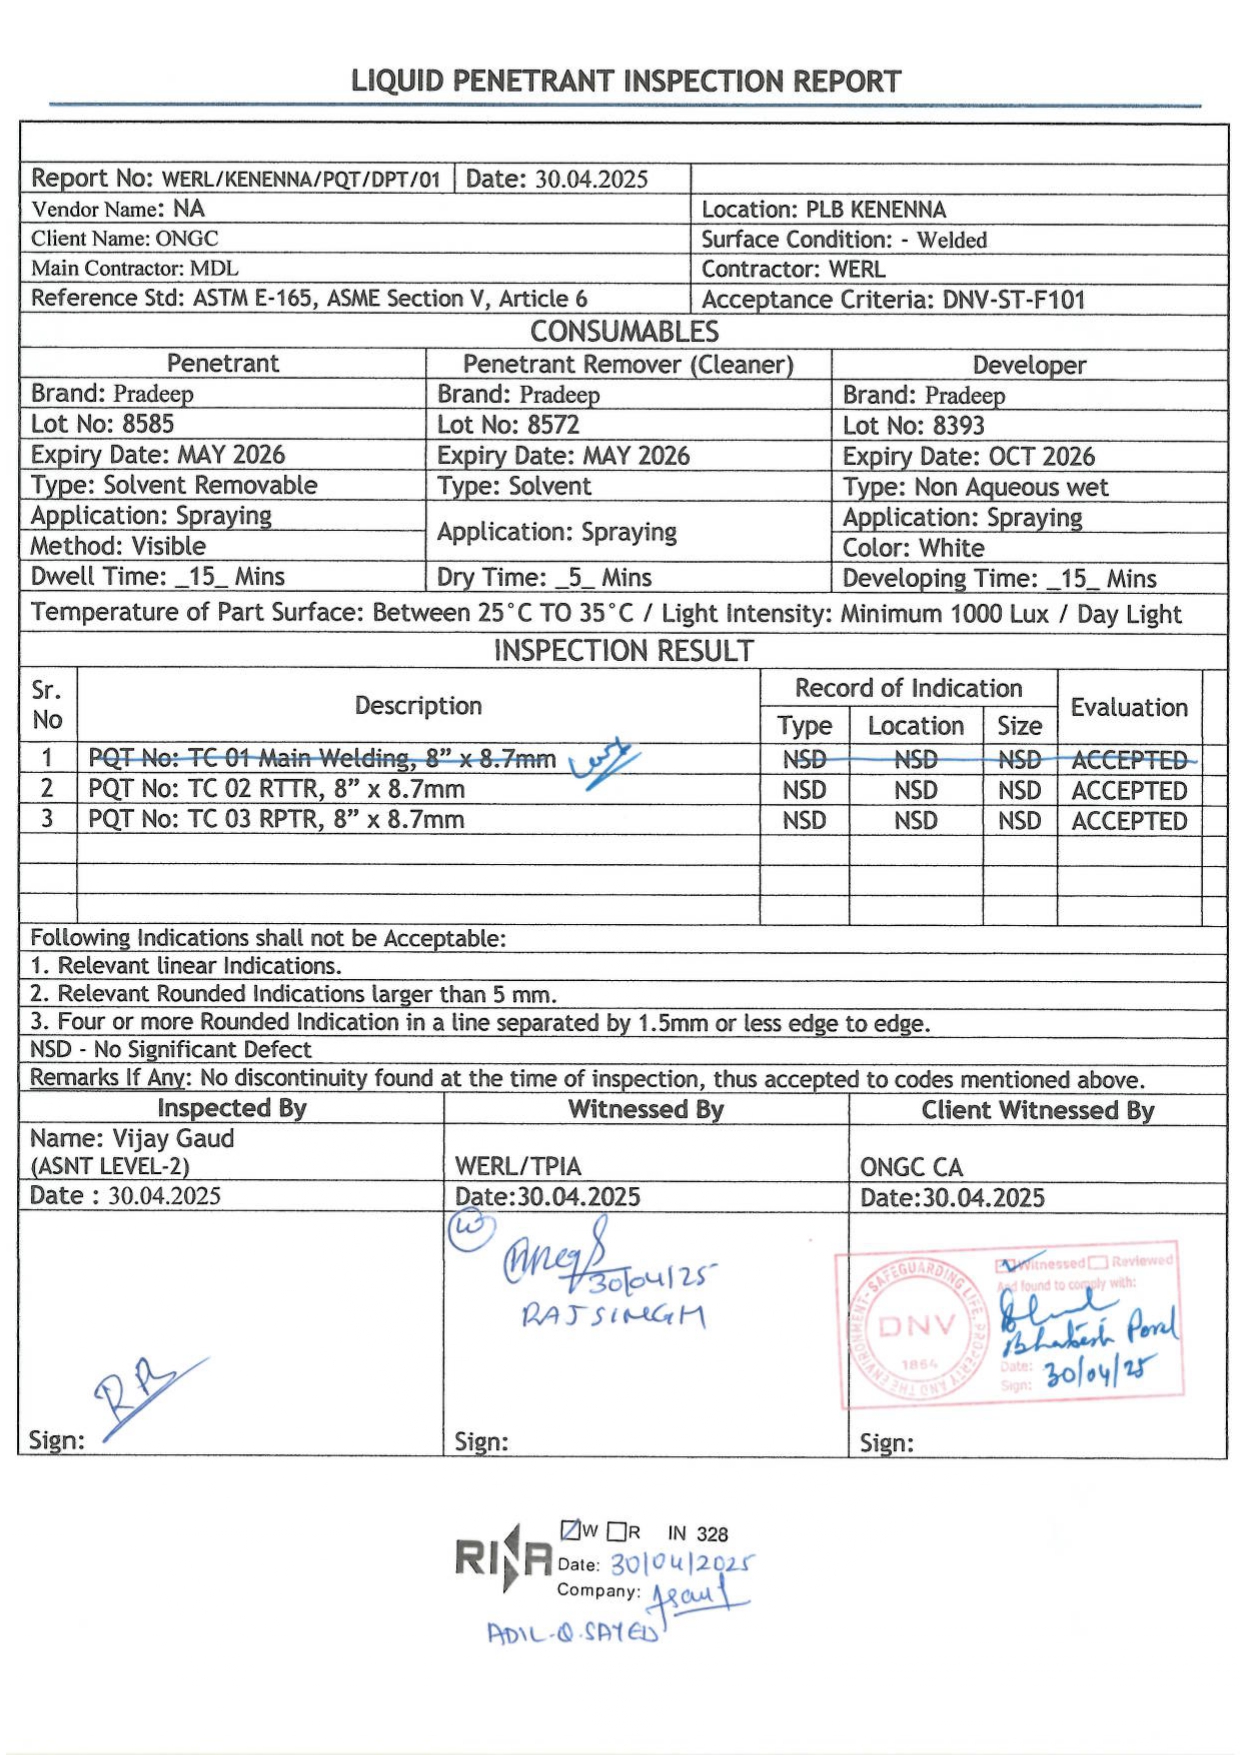 LIQUID PENETRANT INSPECTION REPORT
Report No: WERL/KENENNA/PQT/DPT/01 Date: 30.04.2025
Vendor Name: NA Location: PLB KENENNA
Client Name: ONGC Surface Condition: - Welded
Main Contractor: MDL Contractor: WERL
Reference Std: ASTM E-165, ASME Section V, Article 6 Acceptance Criteria: DNV-ST-F101
CONSUMABLES
Penetrant Penetrant Remover (Cleaner) Developer
Brand: Pradeep Brand: Pradeep Brand: Pradeep
Lot No: 8585 Lot No: 8572 Lot No: 8393
Expiry Date: MAY 2026 Expiry Date: MAY 2026 Expiry Date: OCT 2026
Type: Solvent Removable Type: Solvent Type: Non Aqueous wet
Application: Spraying Application: Spraying Application: Spraying
Method: Visible Color: White
Dwell Time: _15_ Mins Dry Time: _5_ Mins Developing Time: _15_ Mins
Temperature of Part Surface: Between 25°C TO 35°C / Light Intensity: Minimum 1000 Lux / Day Light
INSPECTION RESULT
Sr. No Description Record of Indication Evaluation
Type Location Size
1 PQT No: TC 01 Main Welding, 8” x 8.7mm NSD NSD NSD ACCEPTED
2 PQT No: TC 02 RTTR, 8” x 8.7mm NSD NSD NSD ACCEPTED
3 PQT No: TC 03 RPTR, 8” x 8.7mm NSD NSD NSD ACCEPTED
Following Indications shall not be Acceptable:
1. Relevant linear Indications.
2. Relevant Rounded Indications larger than 5 mm.
3. Four or more Rounded Indication in a line separated by 1.5mm or less edge to edge.
NSD - No Significant Defect
Remarks If Any: No discontinuity found at the time of inspection, thus accepted to codes mentioned above.
Inspected By Witnessed By Client Witnessed By
Name: Vijay Gaud
(ASNT LEVEL-2) WERL/TPIA ONGC CA
Date : 30.04.2025 Date:30.04.2025 Date:30.04.2025
W
30/04/25
RAJ SINGH
Witnessed Reviewed
And found to comply with:
SAFEGUARDING LIFE, PROPERTY AND THE ENVIRONMENT
DNV
1864
Date: 30/04/25
Sign:
Sign: Sign: Sign:
RINA W R IN 328
Date: 30/04/2025
Company:
ADIL.Q.SAYED